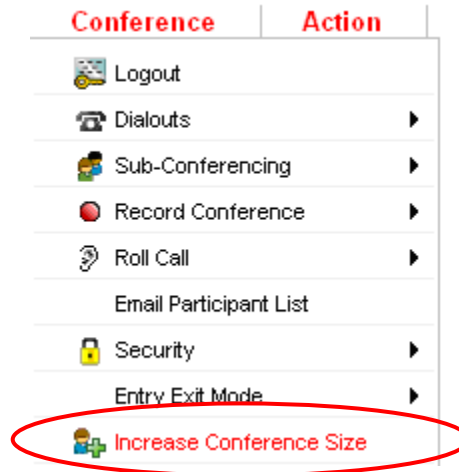 Conference Action
Logout
Dialouts
Sub-Conferencing
Record Conference
Roll Call
Email Participant List
Security
Entry Exit Mode
Increase Conference Size